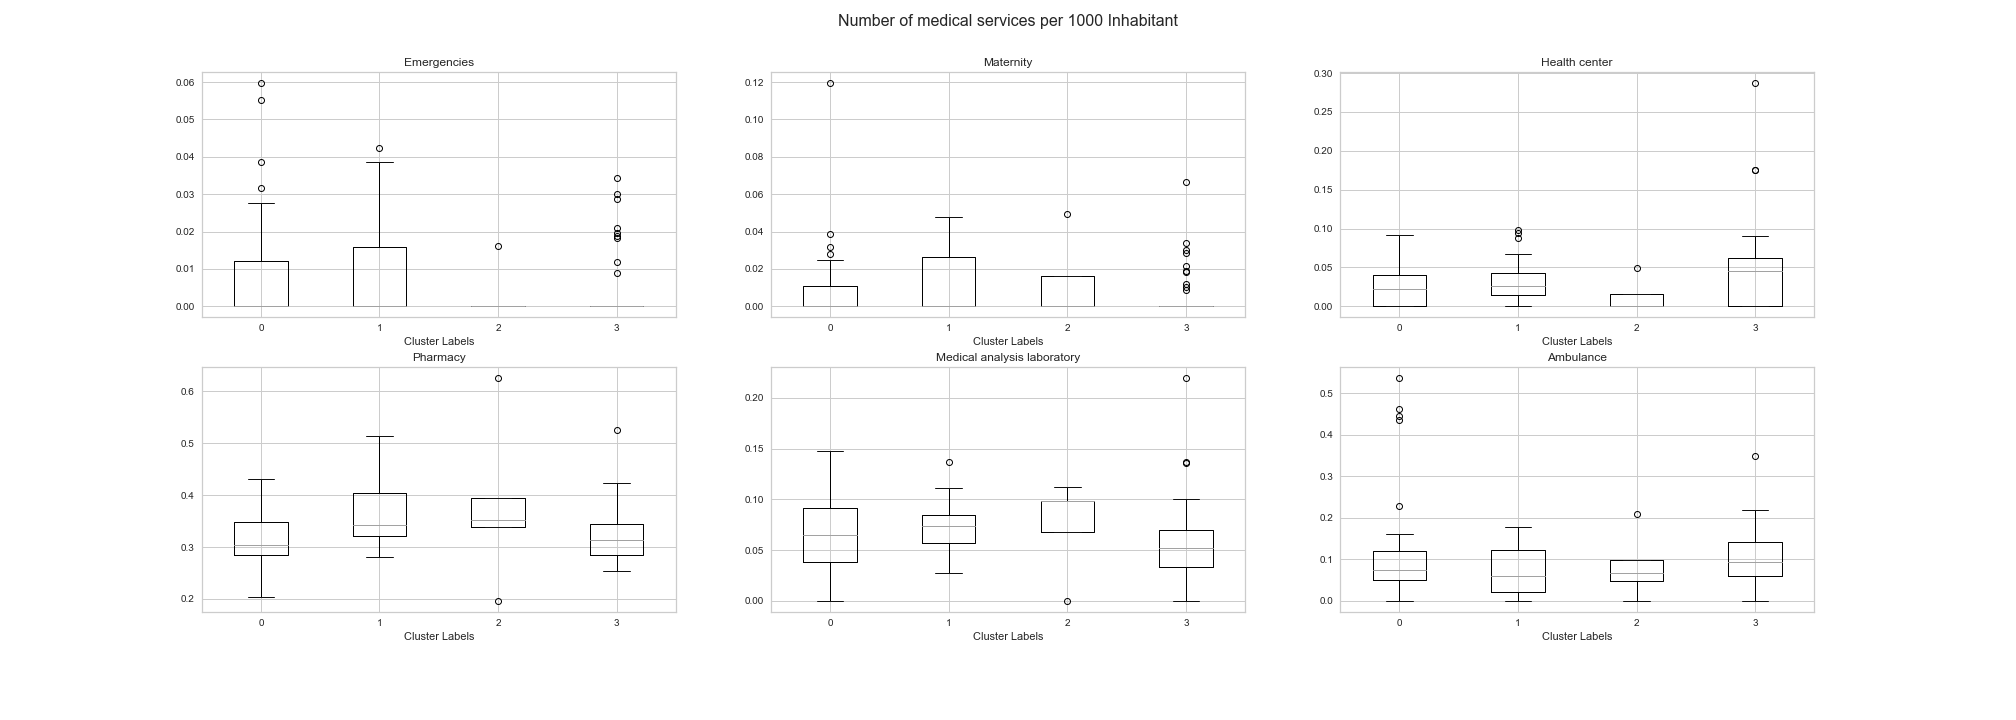 Number of medical services per 1000 Inhabitant
Emergencies
0.06
0.05
0.04
0.03
0.02
0.01
0.00
0 1 2 3
Cluster Labels
Maternity
0.12
0.10
0.08
0.06
0.04
0.02
0.00
0 1 2 3
Cluster Labels
Health center
0.30
0.25
0.20
0.15
0.10
0.05
0.00
0 1 2 3
Cluster Labels
Pharmacy
0.6
0.5
0.4
0.3
0.2
0 1 2 3
Cluster Labels
Medical analysis laboratory
0.20
0.15
0.10
0.05
0.00
0 1 2 3
Cluster Labels
Ambulance
0.5
0.4
0.3
0.2
0.1
0.0
0 1 2 3
Cluster Labels